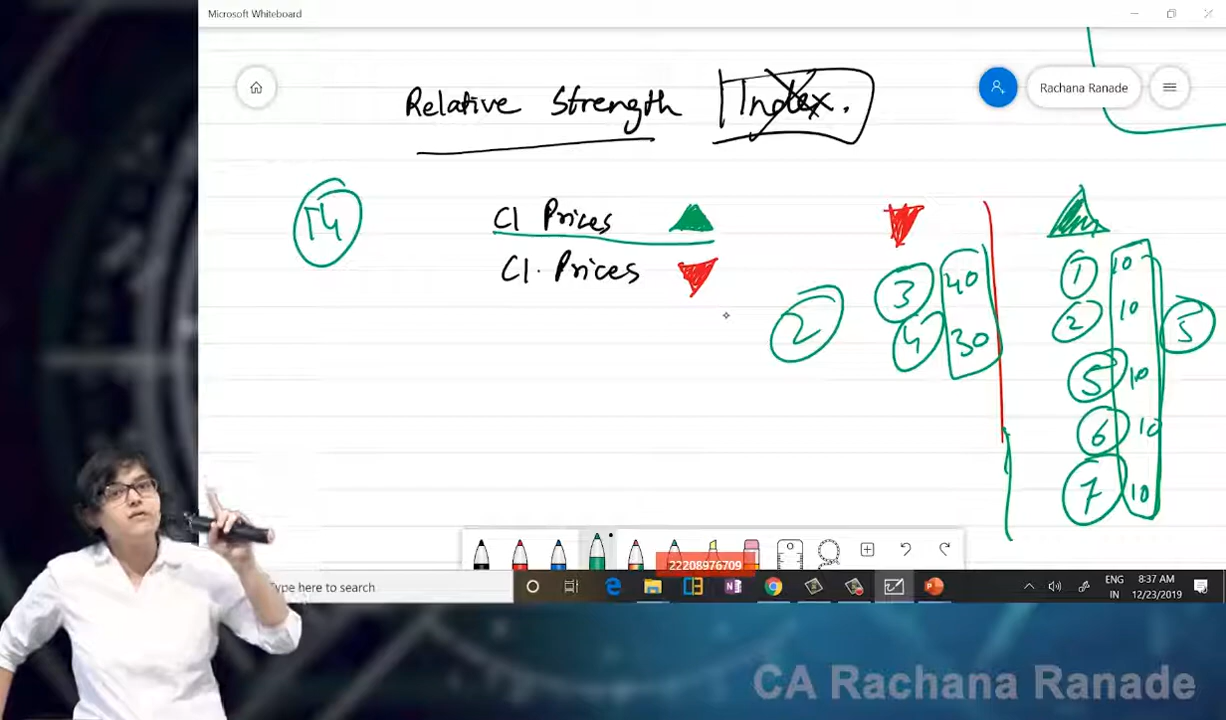 Microsoft Whiteboard
Relative Strength Index.
Rachana Ranade
14
Cl Prices
Cl. Prices
2
3 40
4 30
1 10
2 10
5 10
6 10
7 10
5
22208976709
Type here to search
ENG
IN
8:37 AM
12/23/2019
CA Rachana Ranade